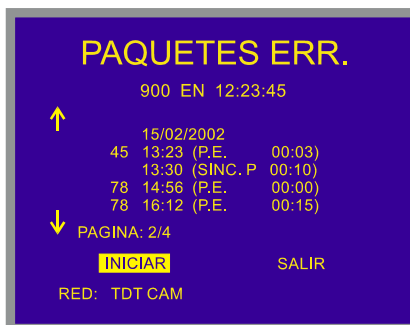 PAQUETES ERR.
900 EN 12:23:45
15/02/2002
45 13:23 (P.E. 00:03)
13:30 (SINC. P 00:10)
78 14:56 (P.E. 00:00)
78 16:12 (P.E. 00:15)
PAGINA: 2/4
INICIAR SALIR
RED: TDT CAM